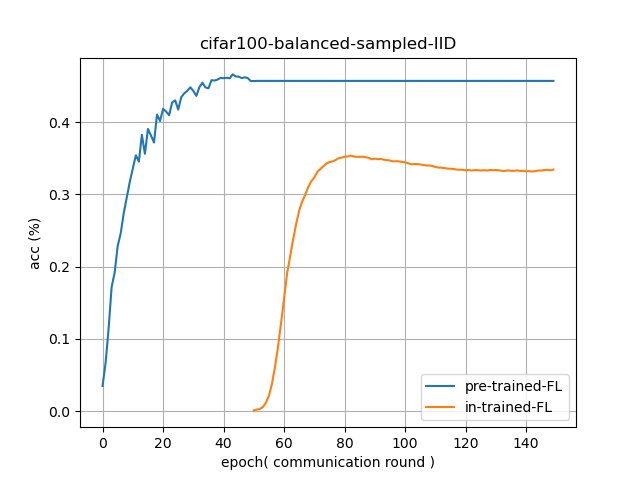 cifar100-balanced-sampled-IID
acc (%)
0.4
0.3
0.2
0.1
0.0
pre-trained-FL
in-trained-FL
0 20 40 60 80 100 120 140
epoch( communication round )